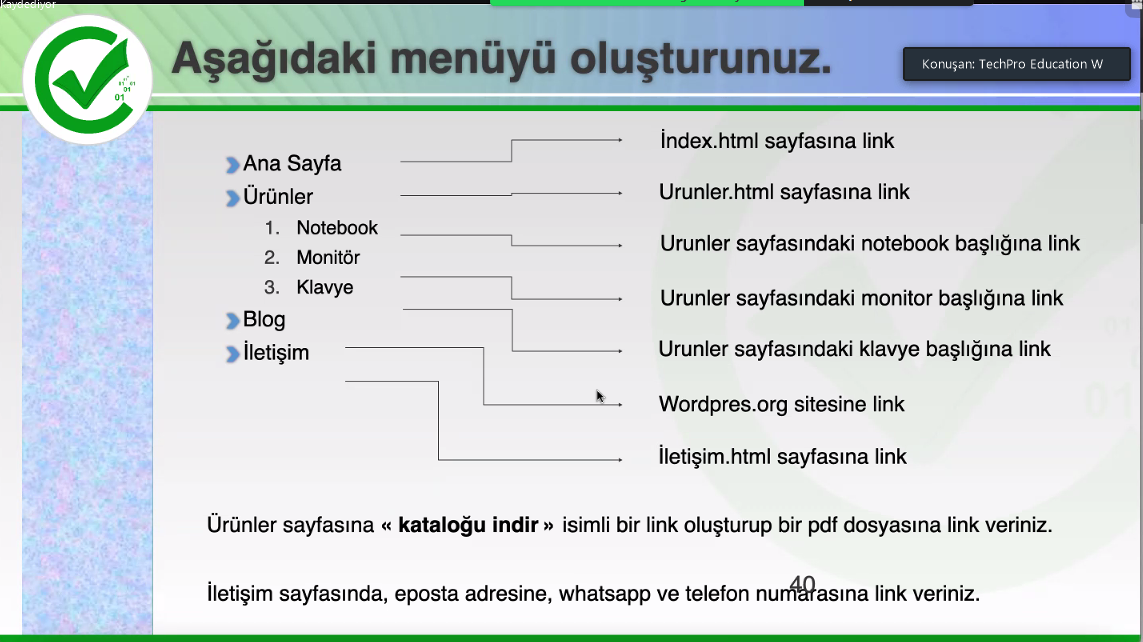 Kaydediyor
Aşağıdaki menüyü oluşturunuz.
Konuşan: TechPro Education W
Ana Sayfa
Ürünler
1. Notebook
2. Monitör
3. Klavye
Blog
İletişim
İndex.html sayfasına link
Urunler.html sayfasına link
Urunler sayfasındaki notebook başlığına link
Urunler sayfasındaki monitor başlığına link
Urunler sayfasındaki klavye başlığına link
Wordpres.org sitesine link
İletişim.html sayfasına link
Ürünler sayfasına « kataloğu indir » isimli bir link oluşturup bir pdf dosyasına link veriniz.
40
İletişim sayfasında, eposta adresine, whatsapp ve telefon numarasına link veriniz.